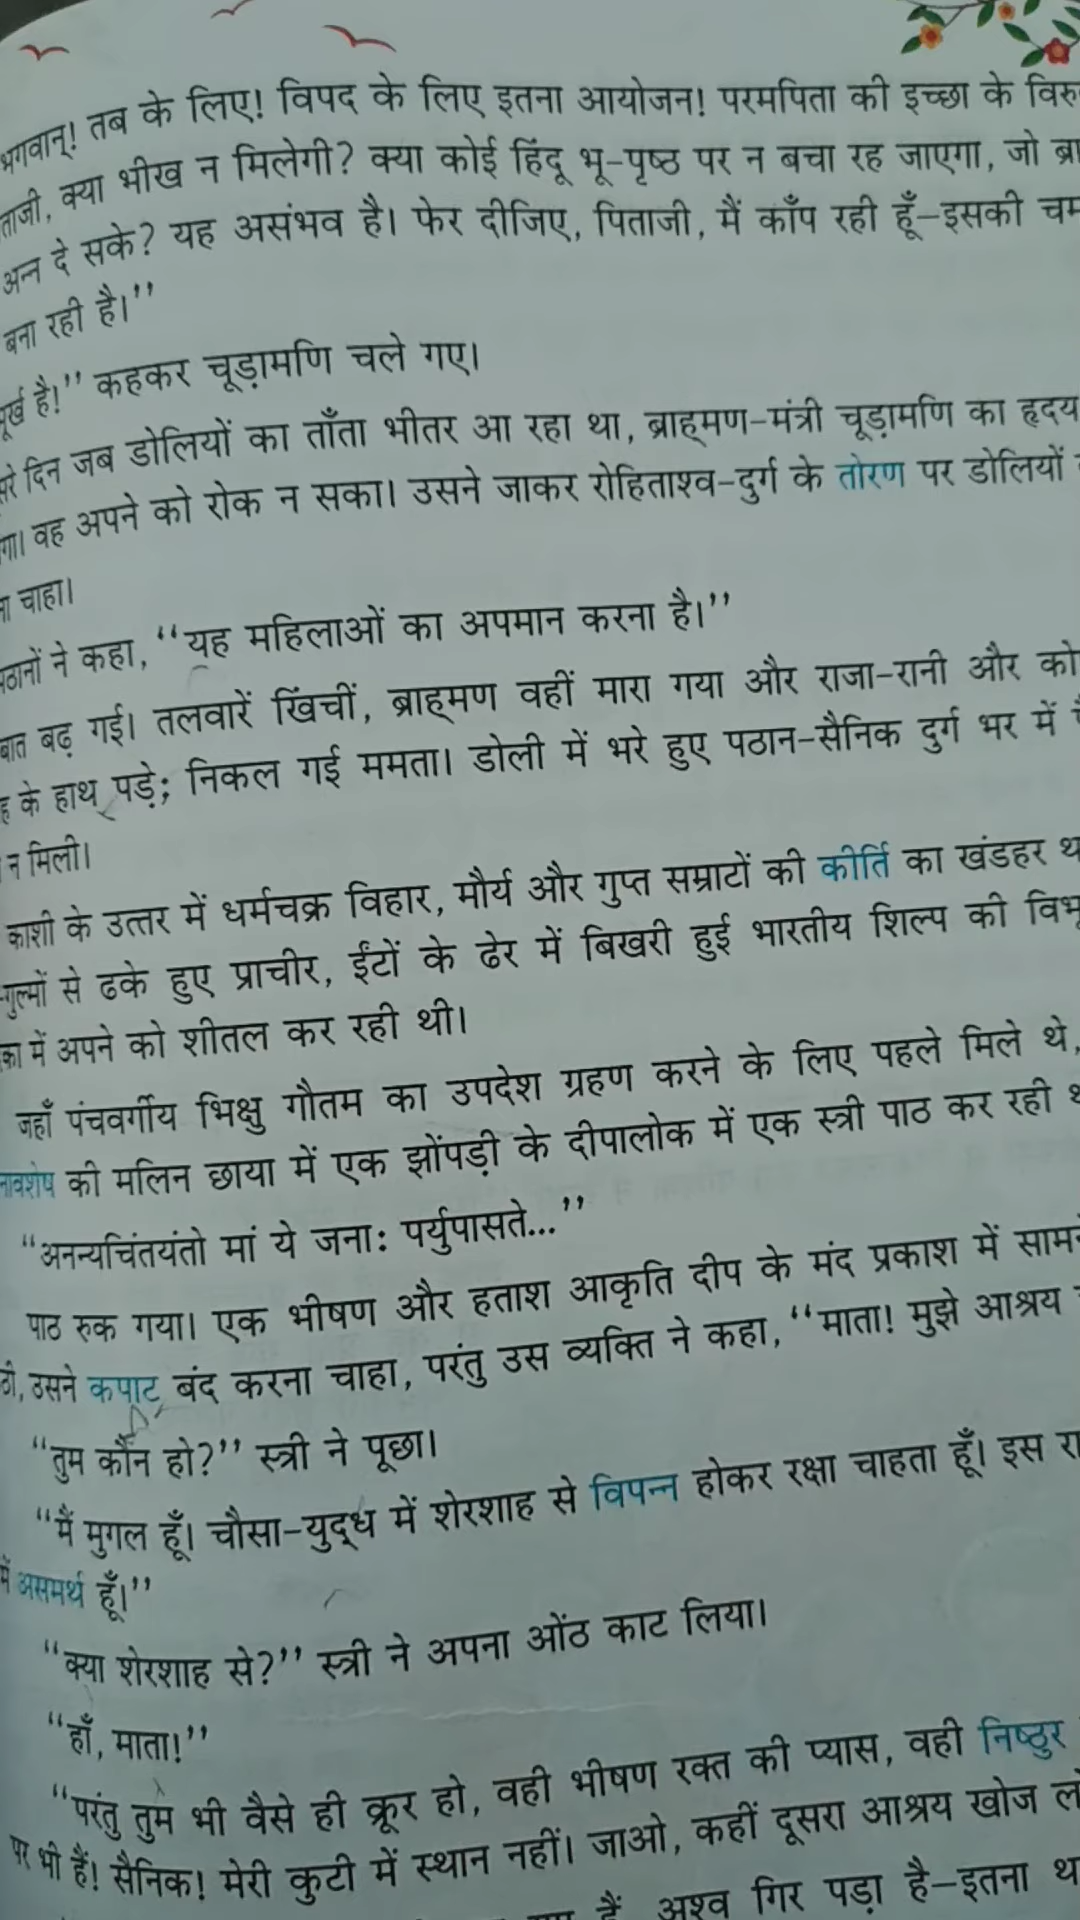 भगवान्! तब के लिए! विपद के लिए इतना आयोजन! परमपिता की इच्छा के
क्या भीख न मिलेगी? क्या कोई हिंदू भू-पृष्ठ पर न बचा रह जाएगा, जो
अन्न दे सके? यह असंभव है। फेर दीजिए, पिताजी, मैं काँप रही हूँ-इसकी
बना रही है।''
है!'' कहकर चूड़ामणि चले गए।
दिन जब डोलियों का ताँता भीतर आ रहा था, ब्राह्मण-मंत्री चूड़ामणि का हृदय
वह अपने को रोक न सका। उसने जाकर रोहिताश्व-दुर्ग के तोरण पर डोलियों
चाहा।
ने कहा, ''यह महिलाओं का अपमान करना है।''
बात बढ़ गई। तलवारें खिंचीं, ब्राह्मण वहीं मारा गया और राजा-रानी और
के हाथ पड़े; निकल गई ममता। डोली में भरे हुए पठान-सैनिक दुर्ग भर में
न मिली।
काशी के उत्तर में धर्मचक्र विहार, मौर्य और गुप्त सम्राटों की कीर्ति का खंडहर
गुल्मों से ढके हुए प्राचीर, ईंटों के ढेर में बिखरी हुई भारतीय शिल्प की
में अपने को शीतल कर रही थी।
जहाँ पंचवर्गीय भिक्षु गौतम का उपदेश ग्रहण करने के लिए पहले मिले थे,
की मलिन छाया में एक झोंपड़ी के दीपालोक में एक स्त्री पाठ कर रही
''अनन्यचिंतयंतो मां ये जनाः पर्युपासते...''
पाठ रुक गया। एक भीषण और हताश आकृति दीप के मंद प्रकाश में
उसने कपाट बंद करना चाहा, परंतु उस व्यक्ति ने कहा, ''माता! मुझे आश्रय
''तुम कौन हो?'' स्त्री ने पूछा।
''मैं मुगल हूँ। चौसा-युद्ध में शेरशाह से विपन्न होकर रक्षा चाहता हूँ। इस
में असमर्थ हूँ।''
''क्या शेरशाह से?'' स्त्री ने अपना ओंठ काट लिया।
''हाँ, माता!''
''परंतु तुम भी वैसे ही क्रूर हो, वही भीषण रक्त की प्यास, वही निष्ठुर
पर भी हैं! सैनिक! मेरी कुटी में स्थान नहीं। जाओ, कहीं दूसरा आश्रय खोज
हैं, अश्व गिर पड़ा है-इतना